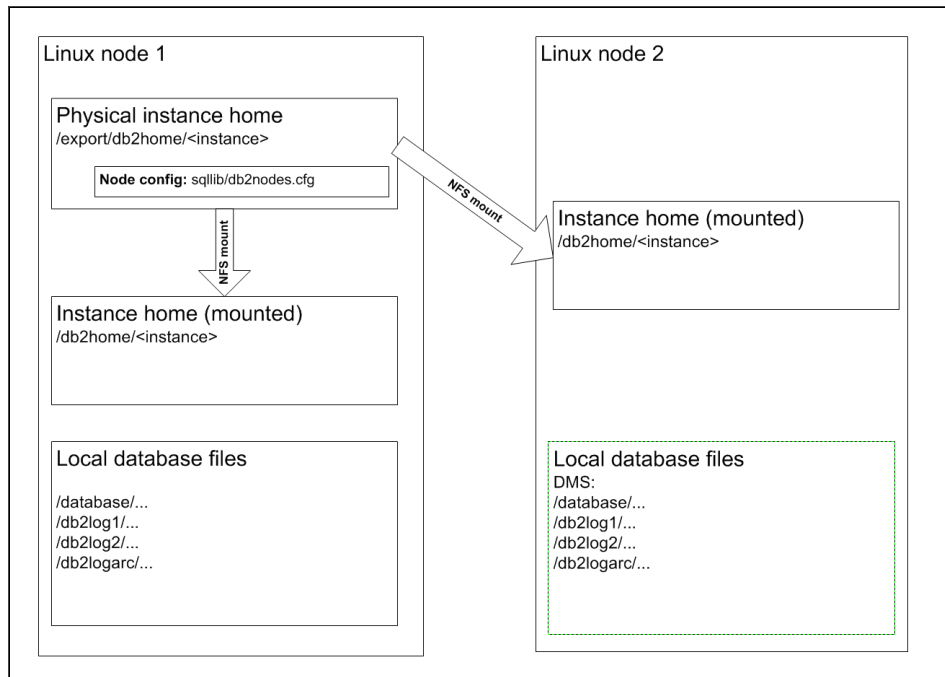 Linux node 1
Physical instance home
/export/db2home/<instance>
Node config: sqllib/db2nodes.cfg
NFS mount
Instance home (mounted)
/db2home/<instance>
Local database files
/database/...
/db2log1/...
/db2log2/...
/db2logarc/...
NFS mount
Linux node 2
Instance home (mounted)
/db2home/<instance>
Local database files
DMS:
/database/...
/db2log1/...
/db2log2/...
/db2logarc/...